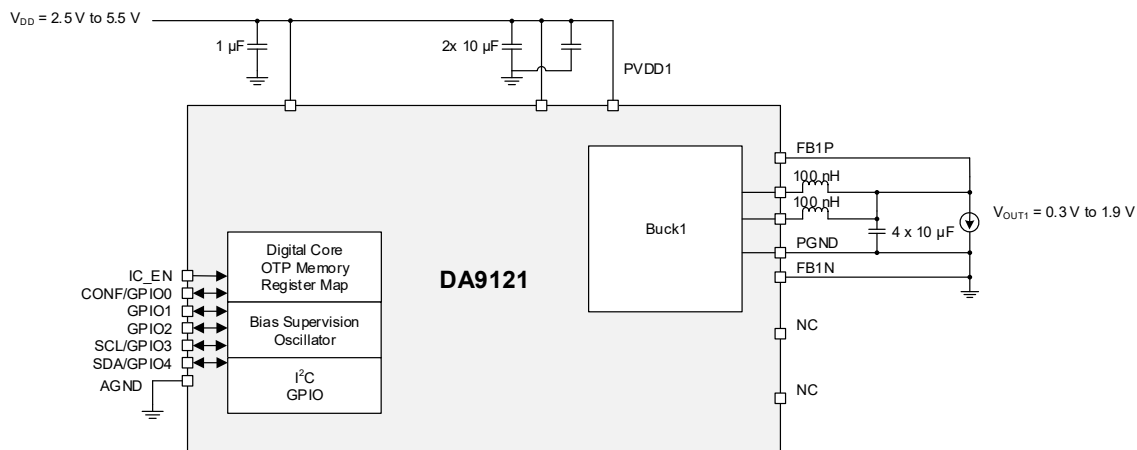 V_DD = 2.5 V to 5.5 V
1 µF
2x 10 µF
PVDD1
FB1P
100 nH
100 nH
V_OUT1 = 0.3 V to 1.9 V
4 x 10 µF
Buck1
PGND
FB1N
Digital Core
OTP Memory
Register Map
DA9121
IC_EN
CONF/GPIO0
GPIO1
GPIO2
SCL/GPIO3
SDA/GPIO4
AGND
Bias Supervision
Oscillator
I²C
GPIO
NC
NC